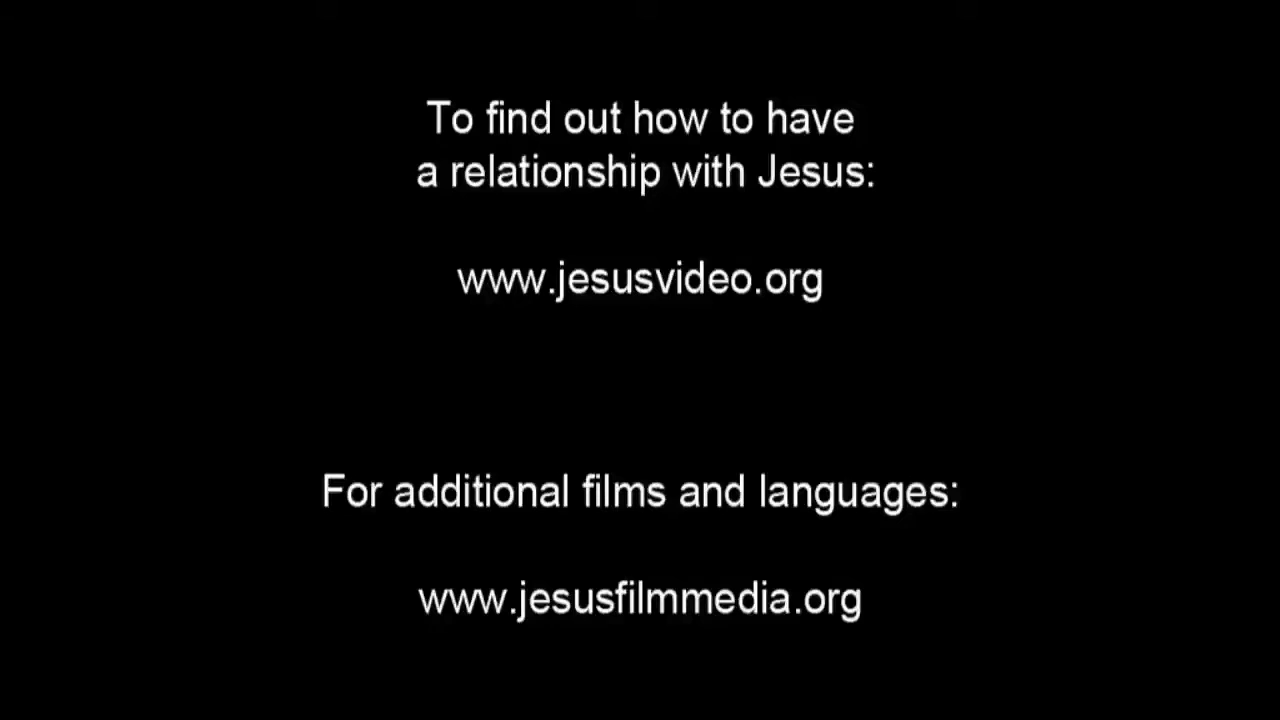 To find out how to have
a relationship with Jesus:
www.jesusvideo.org
For additional films and languages:
www.jesusfilmmedia.org